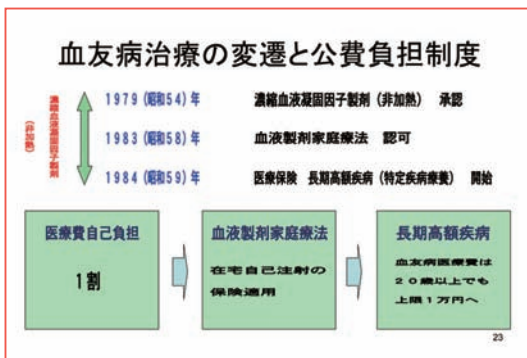 血友病治療の変遷と公費負担制度
濃縮血液凝固因子製剤
(非加熱)
1979(昭和54)年 濃縮血液凝固因子製剤(非加熱) 承認
1983(昭和58)年 血液製剤家庭療法 認可
1984(昭和59)年 医療保険 長期高額疾病(特定疾病療養) 開始
医療費自己負担
1割
血液製剤家庭療法
在宅自己注射の
保険適用
長期高額疾病
血友病医療費は
20歳以上でも
上限1万円へ
23